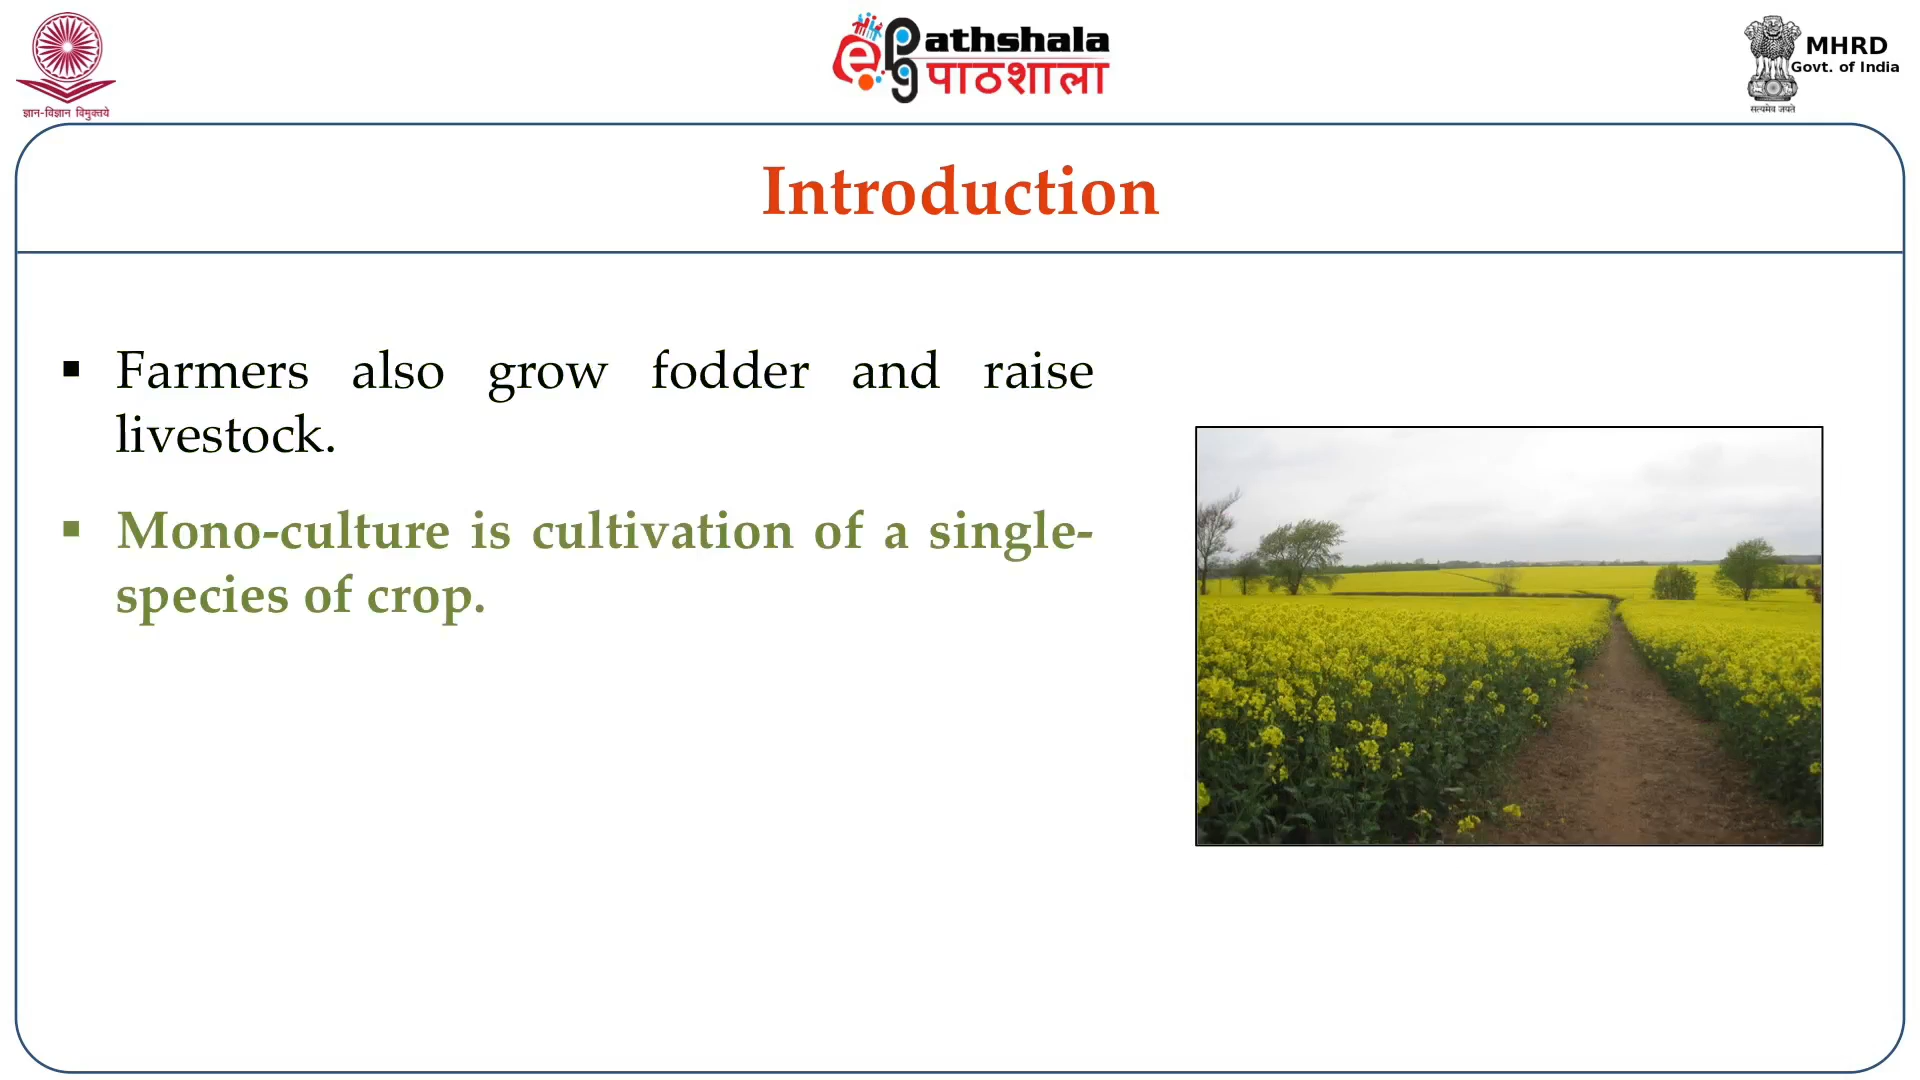 ज्ञान-विज्ञान विमुक्तये
e
pg
athshala
पाठशाला
MHRD
Govt. of India
सत्यमेव जयते
Introduction
▪ Farmers also grow fodder and raise
livestock.
▪ Mono-culture is cultivation of a single-
species of crop.